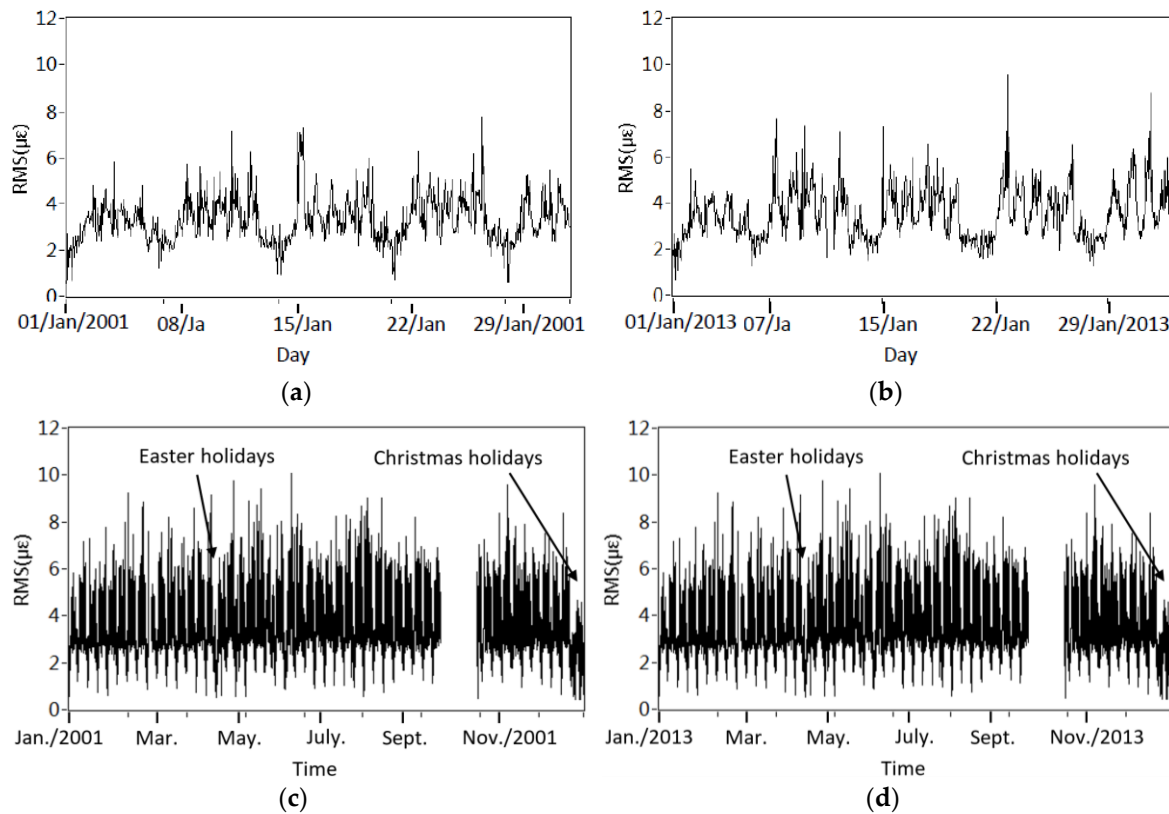 12
10
8
6
4
2
0
RMS(με)
01/Jan/2001 08/Ja 15/Jan 22/Jan 29/Jan/2001
Day
(a)
12
10
8
6
4
2
0
RMS(με)
01/Jan/2013 07/Ja 15/Jan 22/Jan 29/Jan/2013
Day
(b)
12
10
8
6
4
2
0
RMS(με)
Easter holidays Christmas holidays
Jan./2001 Mar. May. July. Sept. Nov./2001
Time
(c)
12
10
8
6
4
2
0
RMS(με)
Easter holidays Christmas holidays
Jan./2013 Mar. May. July. Sept. Nov./2013
Time
(d)